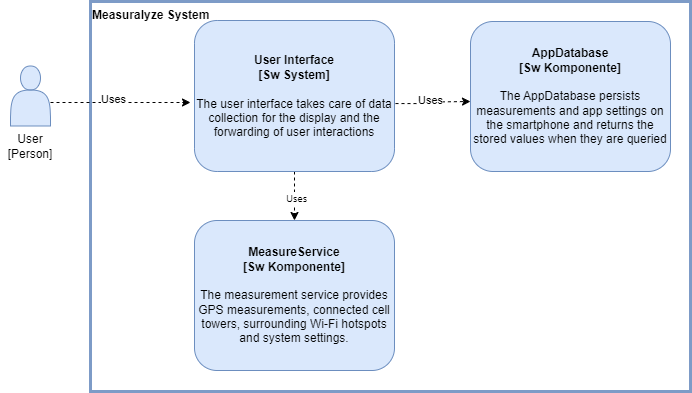 Measuralyze System
User Interface
[Sw System]
The user interface takes care of data
collection for the display and the
forwarding of user interactions
AppDatabase
[Sw Komponente]
The AppDatabase persists
measurements and app settings on
the smartphone and returns the
stored values when they are queried
Uses
Uses
User
[Person]
Uses
MeasureService
[Sw Komponente]
The measurement service provides
GPS measurements, connected cell
towers, surrounding Wi-Fi hotspots
and system settings.